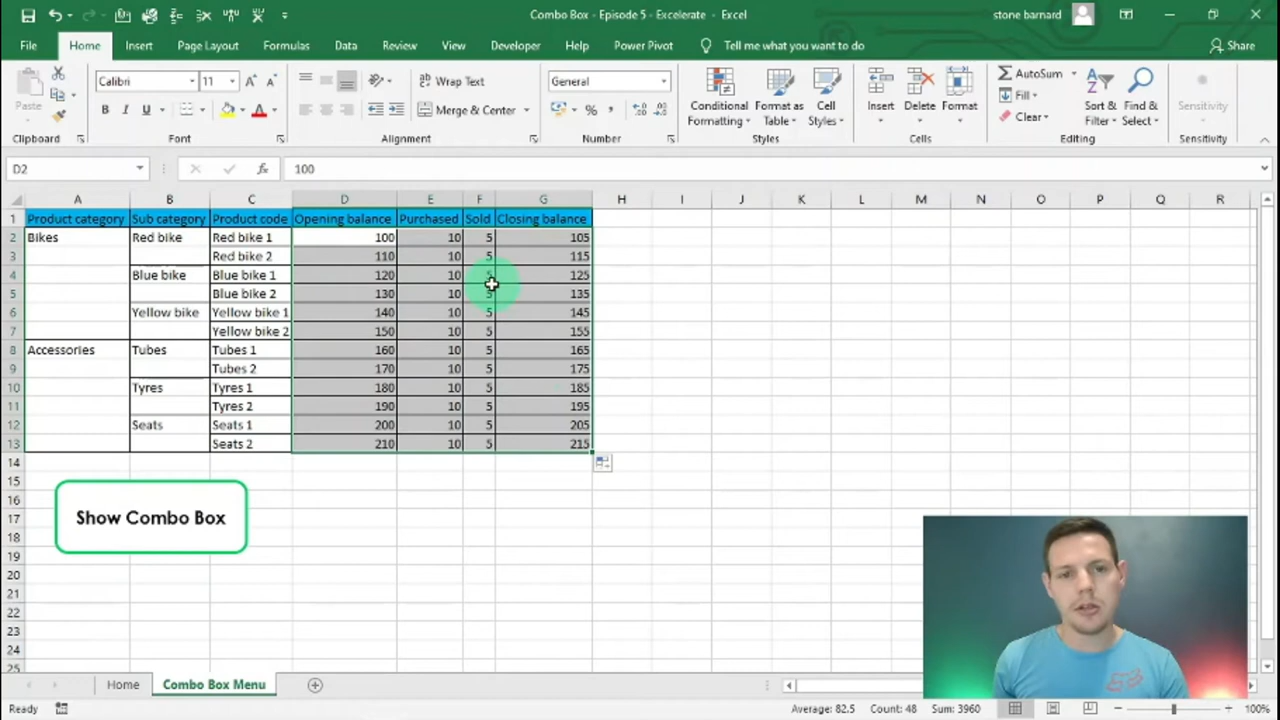 Combo Box - Episode 5 - Excelerate - Excel
stone barnard
File Home Insert Page Layout Formulas Data Review View Developer Help Power Pivot Tell me what you want to do Share
Paste
Clipboard
Calibri 11
B I U A
Font
Wrap Text
Merge & Center
Alignment
General
%
Number
Conditional Formatting
Format as Table
Cell Styles
Styles
Insert
Delete
Format
Cells
AutoSum
Fill
Clear
Sort & Filter
Find & Select
Editing
Sensitivity
Sensitivity
D2 fx 100
A B C D E F G H I J K L M N O P Q R
1 Product category Sub category Product code Opening balance Purchased Sold Closing balance
2 Bikes Red bike Red bike 1 100 10 5 105
3 Red bike 2 110 10 5 115
4 Blue bike Blue bike 1 120 10 5 125
5 Blue bike 2 130 10 5 135
6 Yellow bike Yellow bike 1 140 10 5 145
7 Yellow bike 2 150 10 5 155
8 Accessories Tubes Tubes 1 160 10 5 165
9 Tubes 2 170 10 5 175
10 Tyres Tyres 1 180 10 5 185
11 Tyres 2 190 10 5 195
12 Seats Seats 1 200 10 5 205
13 Seats 2 210 10 5 215
14
15
16
17
18
19
20
21
22
23
24
25
Show Combo Box
FOX
Home Combo Box Menu
Ready Average: 82.5 Count: 48 Sum: 3960 100%